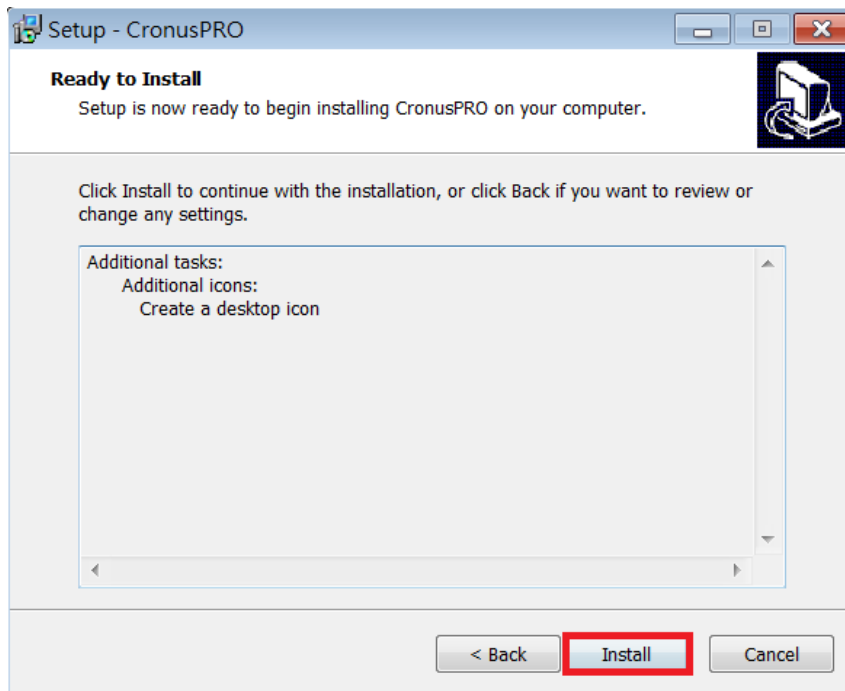 Setup - CronusPRO
Ready to Install
Setup is now ready to begin installing CronusPRO on your computer.
Click Install to continue with the installation, or click Back if you want to review or
change any settings.
Additional tasks:
Additional icons:
Create a desktop icon
< Back
Install
Cancel